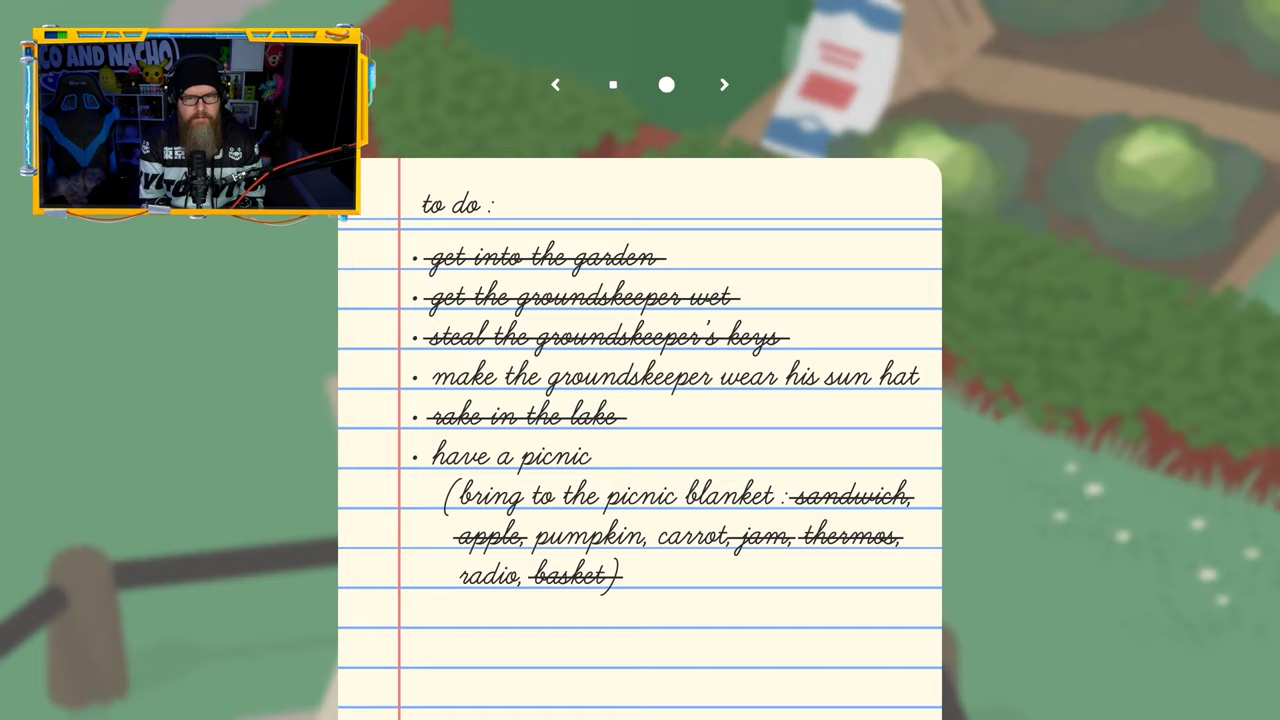 CO AND NACHO
to do :
• get into the garden
• get the groundskeeper wet
• steal the groundskeeper's keys
• make the groundskeeper wear his sun hat
• rake in the lake
• have a picnic
(bring to the picnic blanket : sandwich,
apple, pumpkin, carrot, jam, thermos,
radio, basket)